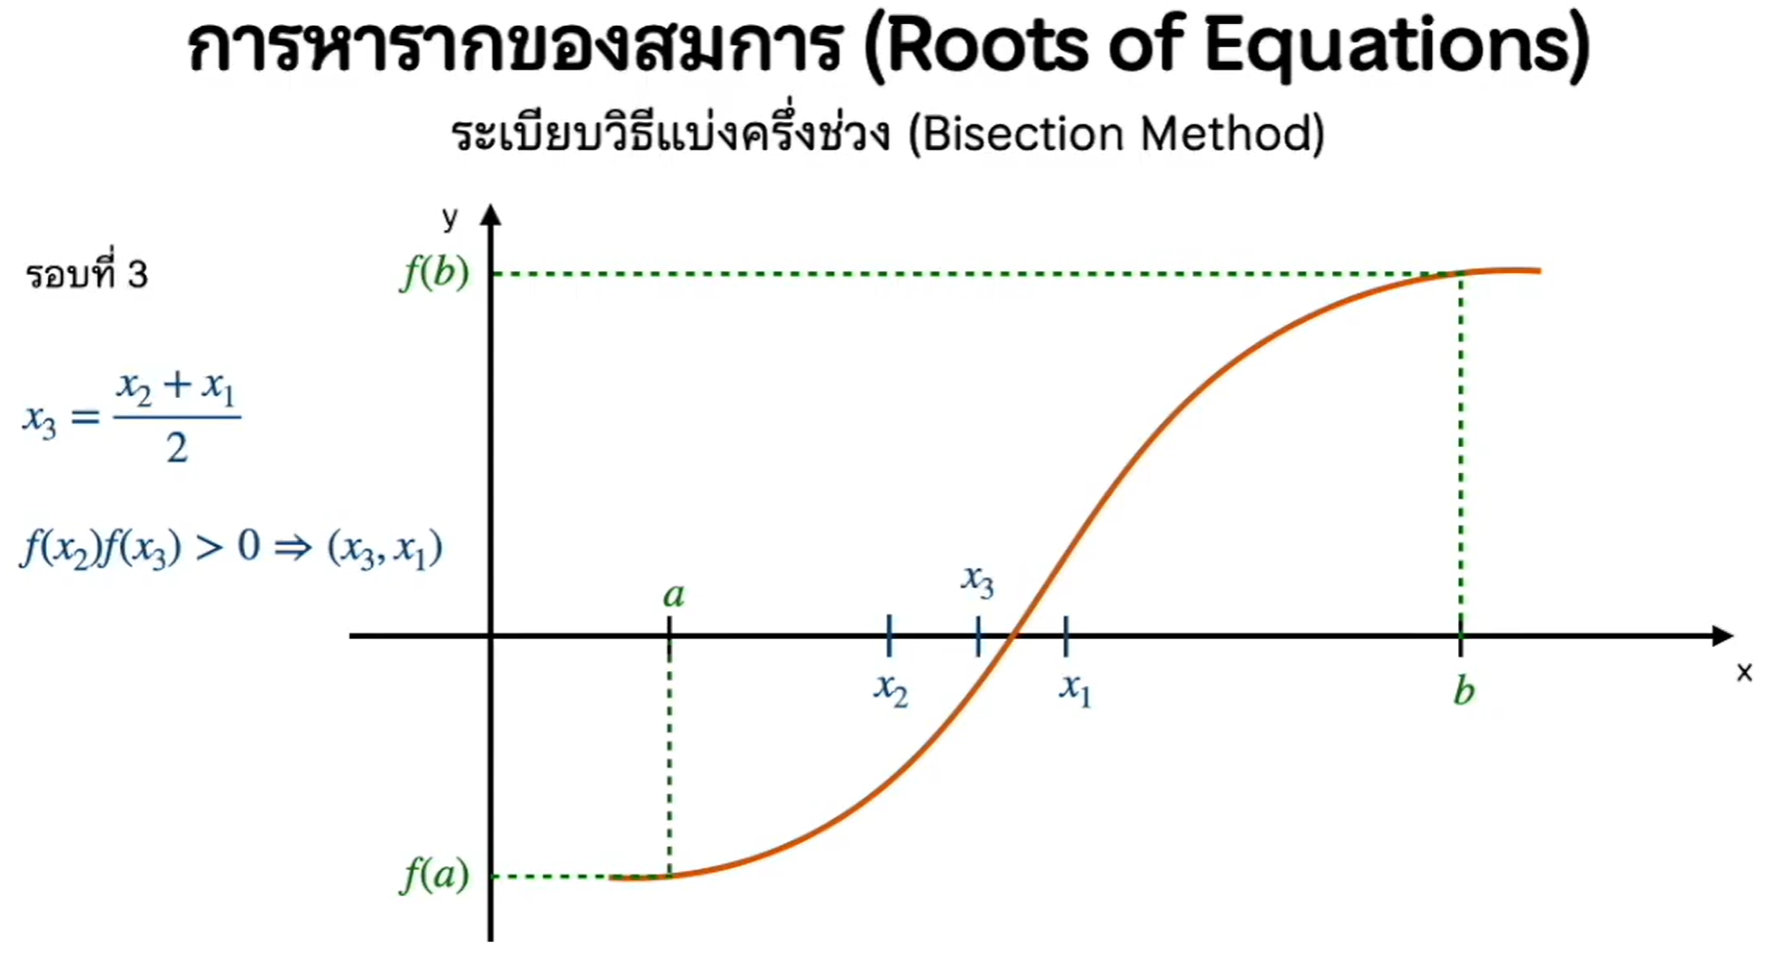 การหารากของสมการ (Roots of Equations)
ระเบียบวิธีแบ่งครึ่งช่วง (Bisection Method)
y
รอบที่ 3
f(b)
x₃ = (x₂ + x₁) / 2
f(x₂)f(x₃) > 0 ⇒ (x₃, x₁)
a
x₃
x₂
x₁
b
x
f(a)